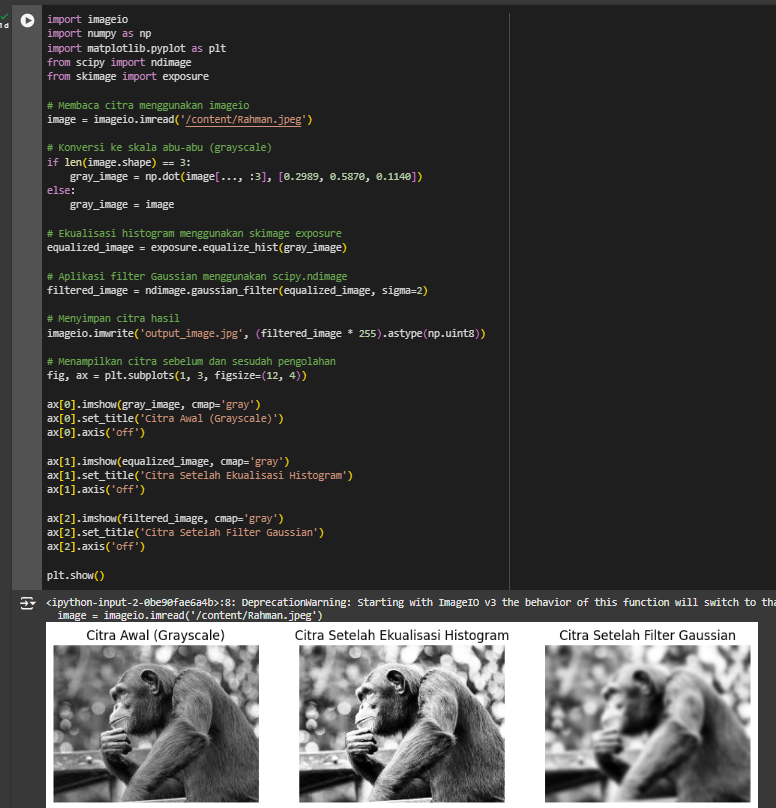 1 d
import imageio
import numpy as np
import matplotlib.pyplot as plt
from scipy import ndimage
from skimage import exposure
# Membaca citra menggunakan imageio
image = imageio.imread('/content/Rahman.jpeg')
# Konversi ke skala abu-abu (grayscale)
if len(image.shape) == 3:
    gray_image = np.dot(image[..., :3], [0.2989, 0.5870, 0.1140])
else:
    gray_image = image
# Ekualisasi histogram menggunakan skimage exposure
equalized_image = exposure.equalize_hist(gray_image)
# Aplikasi filter Gaussian menggunakan scipy.ndimage
filtered_image = ndimage.gaussian_filter(equalized_image, sigma=2)
# Menyimpan citra hasil
imageio.imwrite('output_image.jpg', (filtered_image * 255).astype(np.uint8))
# Menampilkan citra sebelum dan sesudah pengolahan
fig, ax = plt.subplots(1, 3, figsize=(12, 4))
ax[0].imshow(gray_image, cmap='gray')
ax[0].set_title('Citra Awal (Grayscale)')
ax[0].axis('off')
ax[1].imshow(equalized_image, cmap='gray')
ax[1].set_title('Citra Setelah Ekualisasi Histogram')
ax[1].axis('off')
ax[2].imshow(filtered_image, cmap='gray')
ax[2].set_title('Citra Setelah Filter Gaussian')
ax[2].axis('off')
plt.show()
<ipython-input-2-0be90fae6a4b>:8: DeprecationWarning: Starting with ImageIO v3 the behavior of this function will switch to tha
  image = imageio.imread('/content/Rahman.jpeg')
Citra Awal (Grayscale) Citra Setelah Ekualisasi Histogram Citra Setelah Filter Gaussian